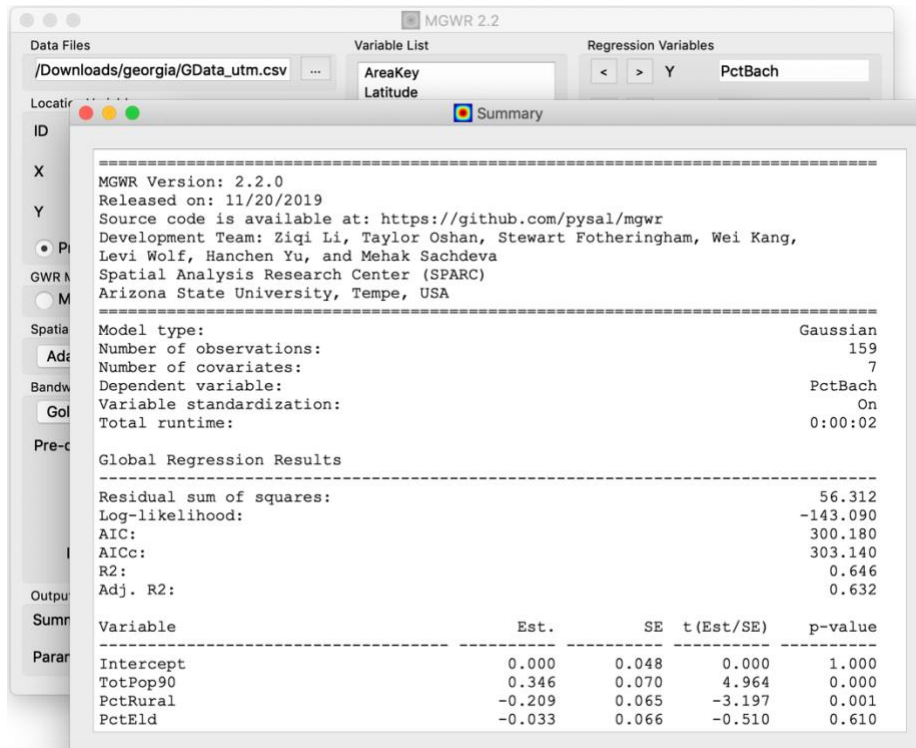 MGWR 2.2
Data Files
Variable List
Regression Variables
/Downloads/georgia/GData_utm.csv ...
AreaKey
< > Y PctBach
Latitude
ID
X
Y
GWR
Summary
================================================================================
MGWR Version: 2.2.0
Released on: 11/20/2019
Source code is available at: https://github.com/pysal/mgwr
Development Team: Ziqi Li, Taylor Oshan, Stewart Fotheringham, Wei Kang,
Levi Wolf, Hanchen Yu, and Mehak Sachdeva
Spatial Analysis Research Center (SPARC)
Arizona State University, Tempe, USA
================================================================================
Model type: Gaussian
Number of observations: 159
Number of covariates: 7
Dependent variable: PctBach
Variable standardization: On
Total runtime: 0:00:02
Global Regression Results
--------------------------------------------------------------------------------
Residual sum of squares: 56.312
Log-likelihood: -143.090
AIC: 300.180
AICc: 303.140
R2: 0.646
Adj. R2: 0.632
Variable Est. SE t(Est/SE) p-value
----------------------------------- ---------- ---------- ---------- ----------
Intercept 0.000 0.048 0.000 1.000
TotPop90 0.346 0.070 4.964 0.000
PctRural -0.209 0.065 -3.197 0.001
PctEld -0.033 0.066 -0.510 0.610